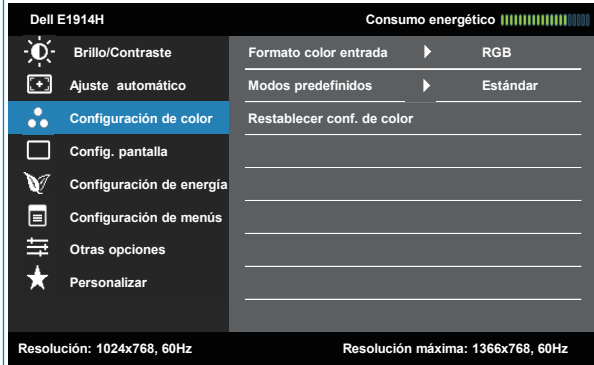 Dell E1914H Consumo energético
Brillo/Contraste Formato color entrada RGB
Ajuste automático Modos predefinidos Estándar
Configuración de color Restablecer conf. de color
Config. pantalla
Configuración de energía
Configuración de menús
Otras opciones
Personalizar
Resolución: 1024x768, 60Hz Resolución máxima: 1366x768, 60Hz